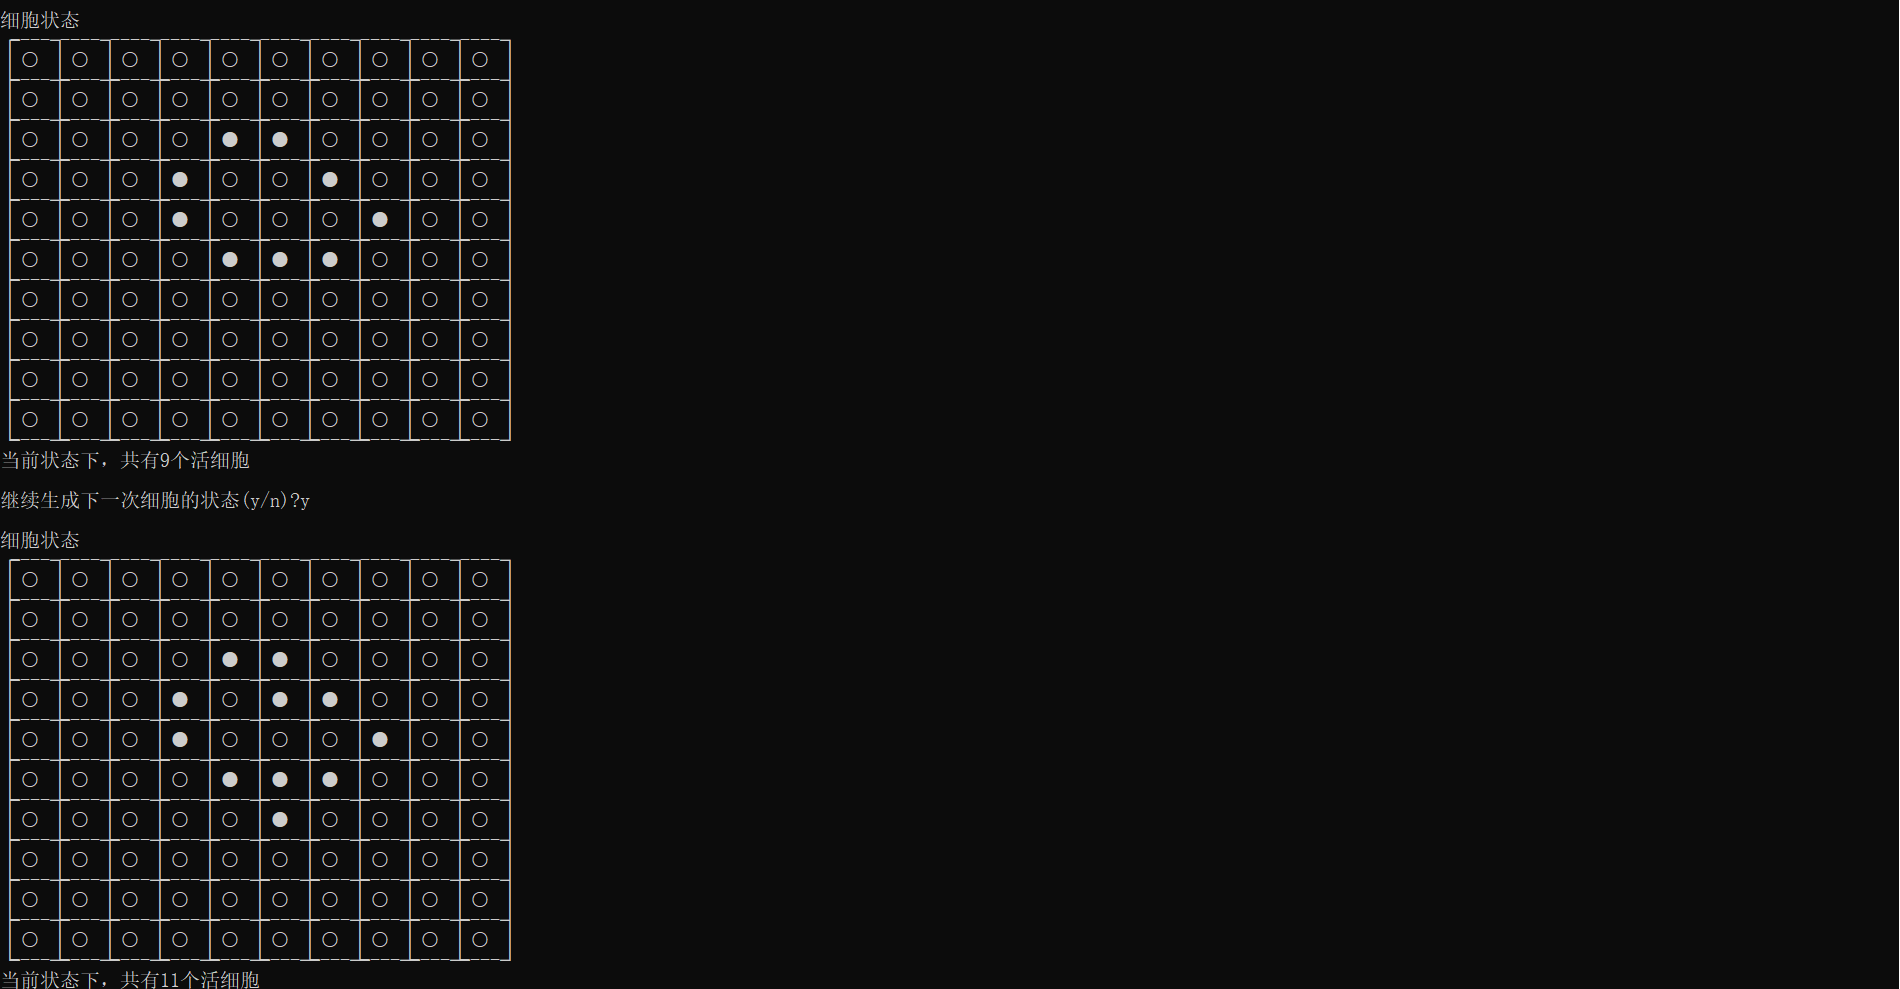 细胞状态
○ ○ ○ ○ ○ ○ ○ ○ ○ ○
○ ○ ○ ○ ○ ○ ○ ○ ○ ○
○ ○ ○ ○ ● ● ○ ○ ○ ○
○ ○ ○ ● ○ ○ ● ○ ○ ○
○ ○ ○ ● ○ ○ ○ ● ○ ○
○ ○ ○ ○ ● ● ● ○ ○ ○
○ ○ ○ ○ ○ ○ ○ ○ ○ ○
○ ○ ○ ○ ○ ○ ○ ○ ○ ○
○ ○ ○ ○ ○ ○ ○ ○ ○ ○
○ ○ ○ ○ ○ ○ ○ ○ ○ ○
当前状态下，共有9个活细胞
继续生成下一次细胞的状态(y/n)?y
细胞状态
○ ○ ○ ○ ○ ○ ○ ○ ○ ○
○ ○ ○ ○ ○ ○ ○ ○ ○ ○
○ ○ ○ ○ ● ● ○ ○ ○ ○
○ ○ ○ ● ○ ● ● ○ ○ ○
○ ○ ○ ● ○ ○ ○ ● ○ ○
○ ○ ○ ○ ● ● ● ○ ○ ○
○ ○ ○ ○ ○ ● ○ ○ ○ ○
○ ○ ○ ○ ○ ○ ○ ○ ○ ○
○ ○ ○ ○ ○ ○ ○ ○ ○ ○
○ ○ ○ ○ ○ ○ ○ ○ ○ ○
当前状态下，共有11个活细胞